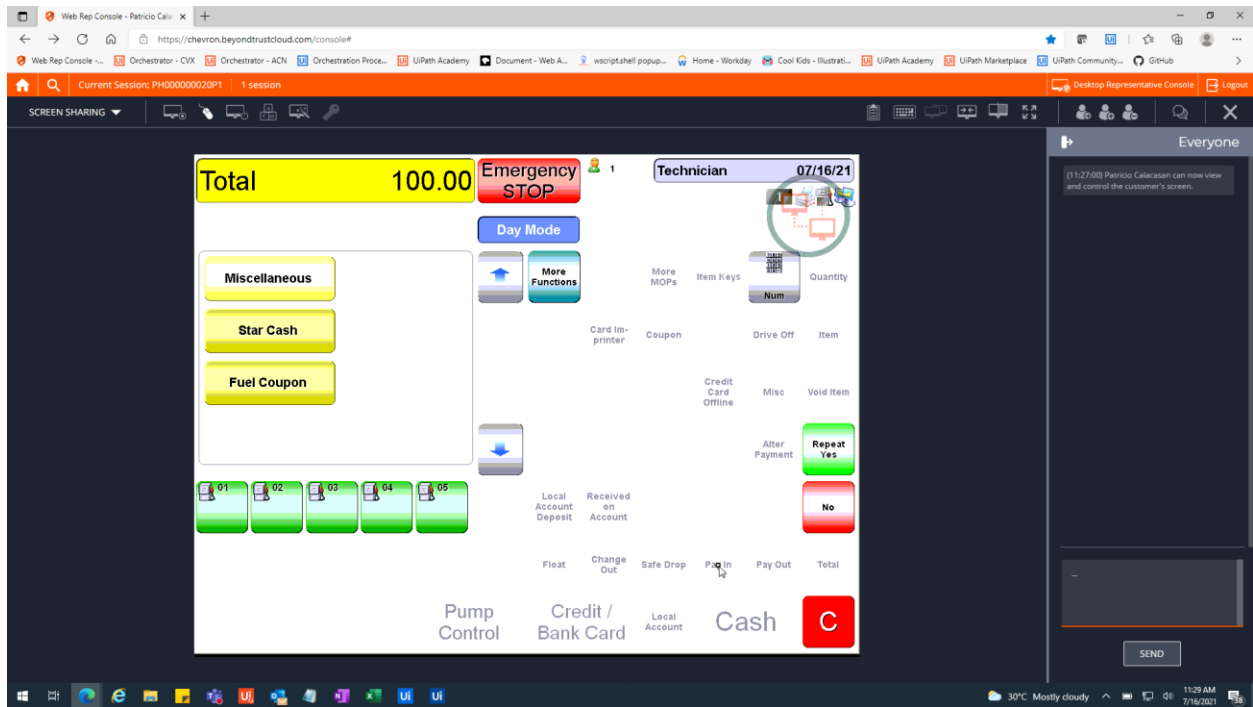 Web Rep Console - Patricio Cala
https://chevron.beyondtrustcloud.com/console#
Web Rep Console -... Orchestrator - CVX Orchestrator - ACN Orchestration Proce... UiPath Academy Document - Web A... wscript.shell popup... Home - Workday Cool Kids - Illustrati... UiPath Academy UiPath Marketplace UiPath Community... GitHub
Current Session: PH000000020P1 1 session Desktop Representative Console Logout
SCREEN SHARING
Everyone
(11:27:00) Patricio Calacasan can now view
and control the customer's screen.
Total 100.00
Emergency
STOP
1
Technician 07/16/21
Day Mode
Miscellaneous
Star Cash
Fuel Coupon
More
Functions
More
MOPs
Item Keys
Num
Quantity
Card Im-
printer
Coupon
Drive Off
Item
Credit
Card
Offline
Misc
Void Item
Alter
Payment
Repeat
Yes
01 02 03 04 05
Local
Account
Deposit
Received
on
Account
No
Float
Change
Out
Safe Drop
Pay In
Pay Out
Total
Pump
Control
Credit /
Bank Card
Local
Account
Cash
C
SEND
30°C Mostly cloudy
11:29 AM
7/16/2021